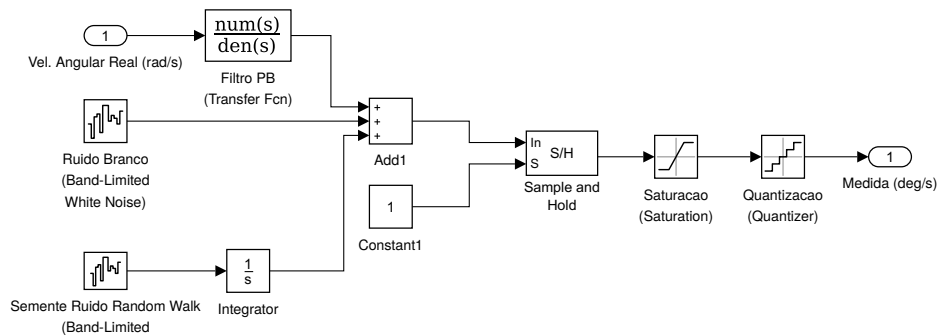 1
Vel. Angular Real (rad/s)
num(s)
den(s)
Filtro PB
(Transfer Fcn)
Ruido Branco
(Band-Limited
White Noise)
+
+
+
Add1
1
Constant1
In
S
S/H
Sample and
Hold
Saturacao
(Saturation)
Quantizacao
(Quantizer)
1
Medida (deg/s)
Semente Ruido Random Walk
(Band-Limited
1
s
Integrator